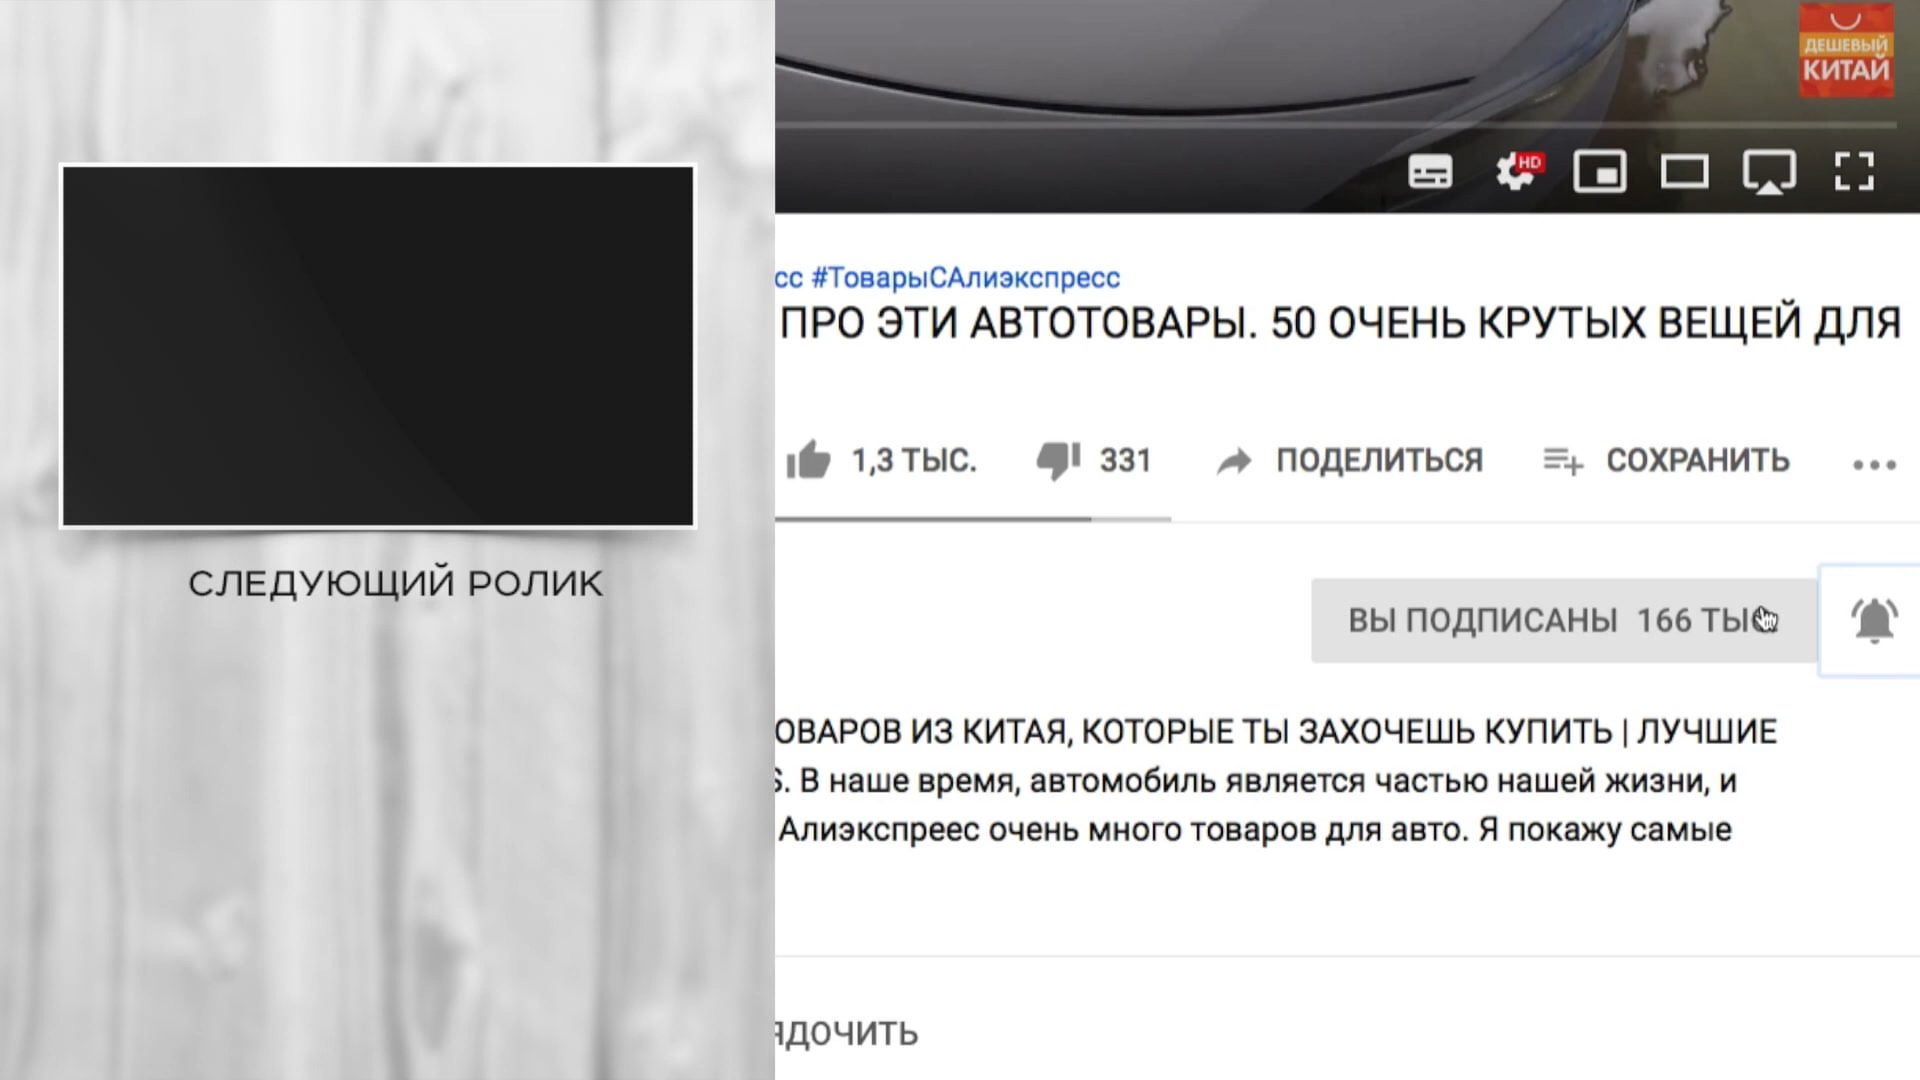 ДЕШЕВЫЙ
КИТАЙ
HD
сс #ТоварыСАлиэкспресс
ПРО ЭТИ АВТОТОВАРЫ. 50 ОЧЕНЬ КРУТЫХ ВЕЩЕЙ ДЛЯ
1,3 ТЫС. 331 ПОДЕЛИТЬСЯ СОХРАНИТЬ
СЛЕДУЮЩИЙ РОЛИК
ВЫ ПОДПИСАНЫ 166 ТЫС.
ОВАРОВ ИЗ КИТАЯ, КОТОРЫЕ ТЫ ЗАХОЧЕШЬ КУПИТЬ | ЛУЧШИЕ
S. В наше время, автомобиль является частью нашей жизни, и
Алиэкспреес очень много товаров для авто. Я покажу самые
ЯДОЧИТЬ